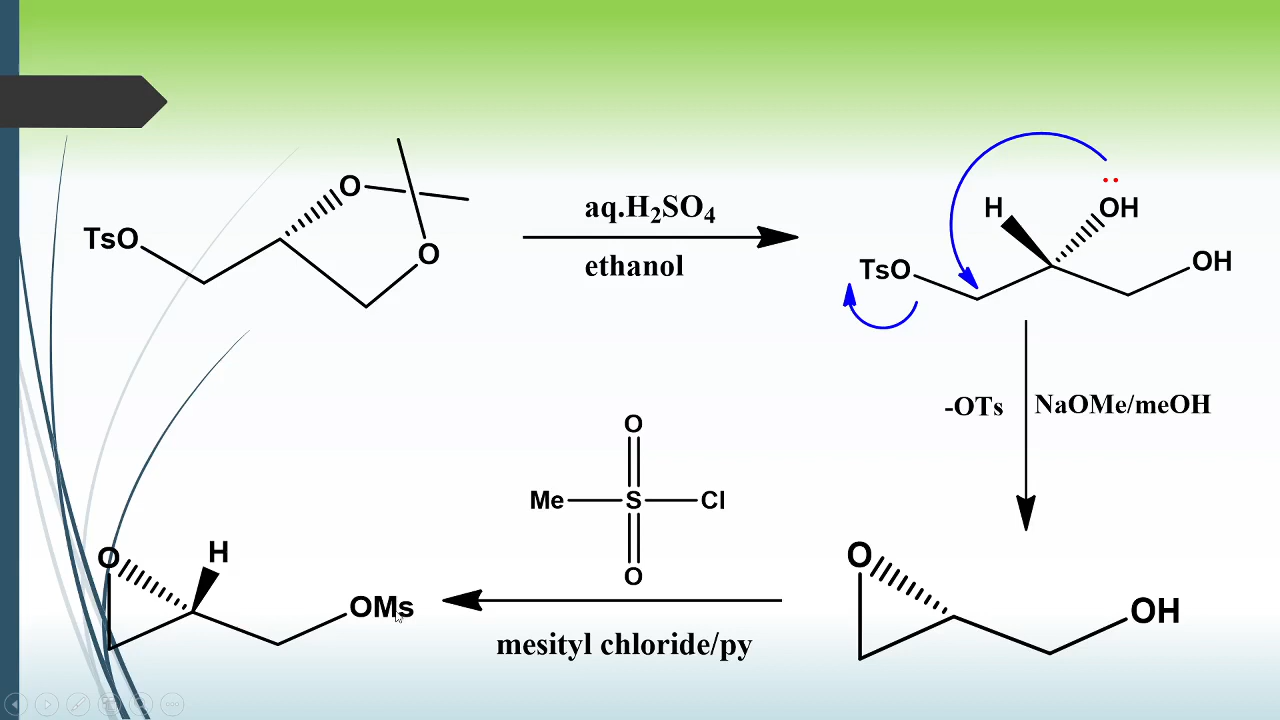 TsO
O
O
aq.H₂SO₄
ethanol
H
OH
TsO
OH
-OTs
NaOMe/meOH
O
Me
S
Cl
O
mesityl chloride/py
O
H
OMs
O
OH